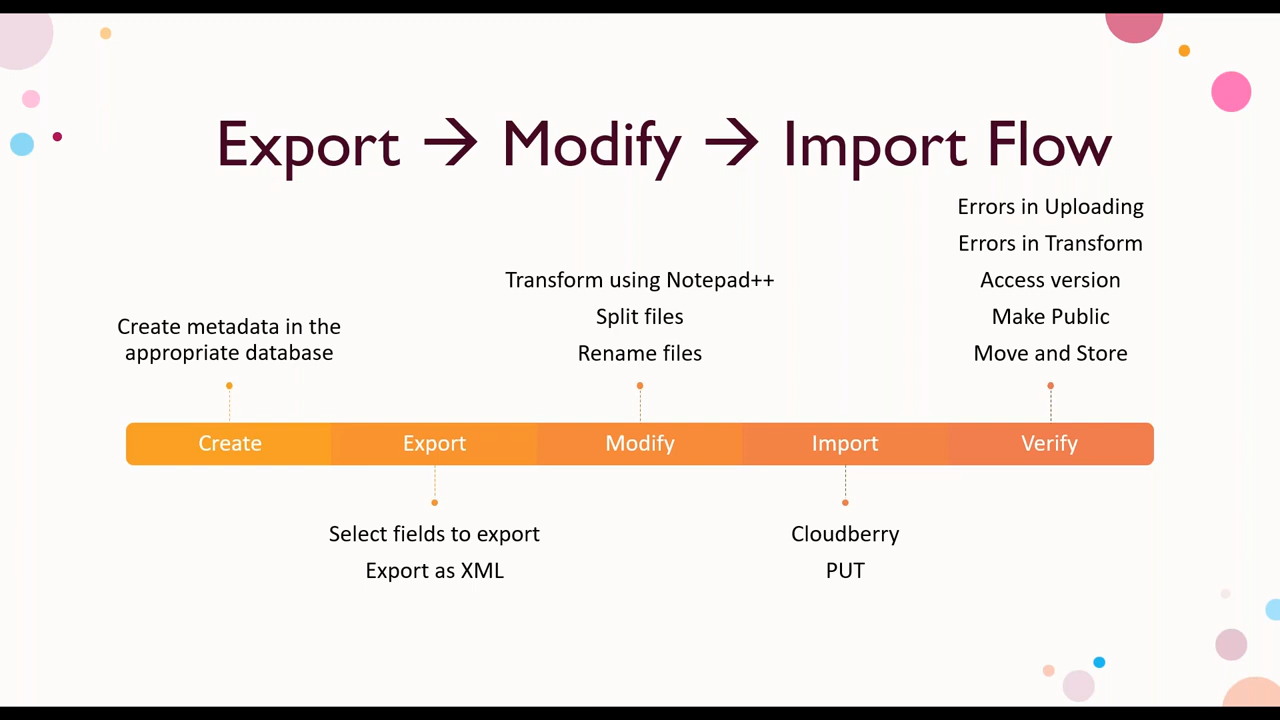 Export → Modify → Import Flow
Create metadata in the
appropriate database
Transform using Notepad++
Split files
Rename files
Errors in Uploading
Errors in Transform
Access version
Make Public
Move and Store
Create
Export
Modify
Import
Verify
Select fields to export
Export as XML
Cloudberry
PUT